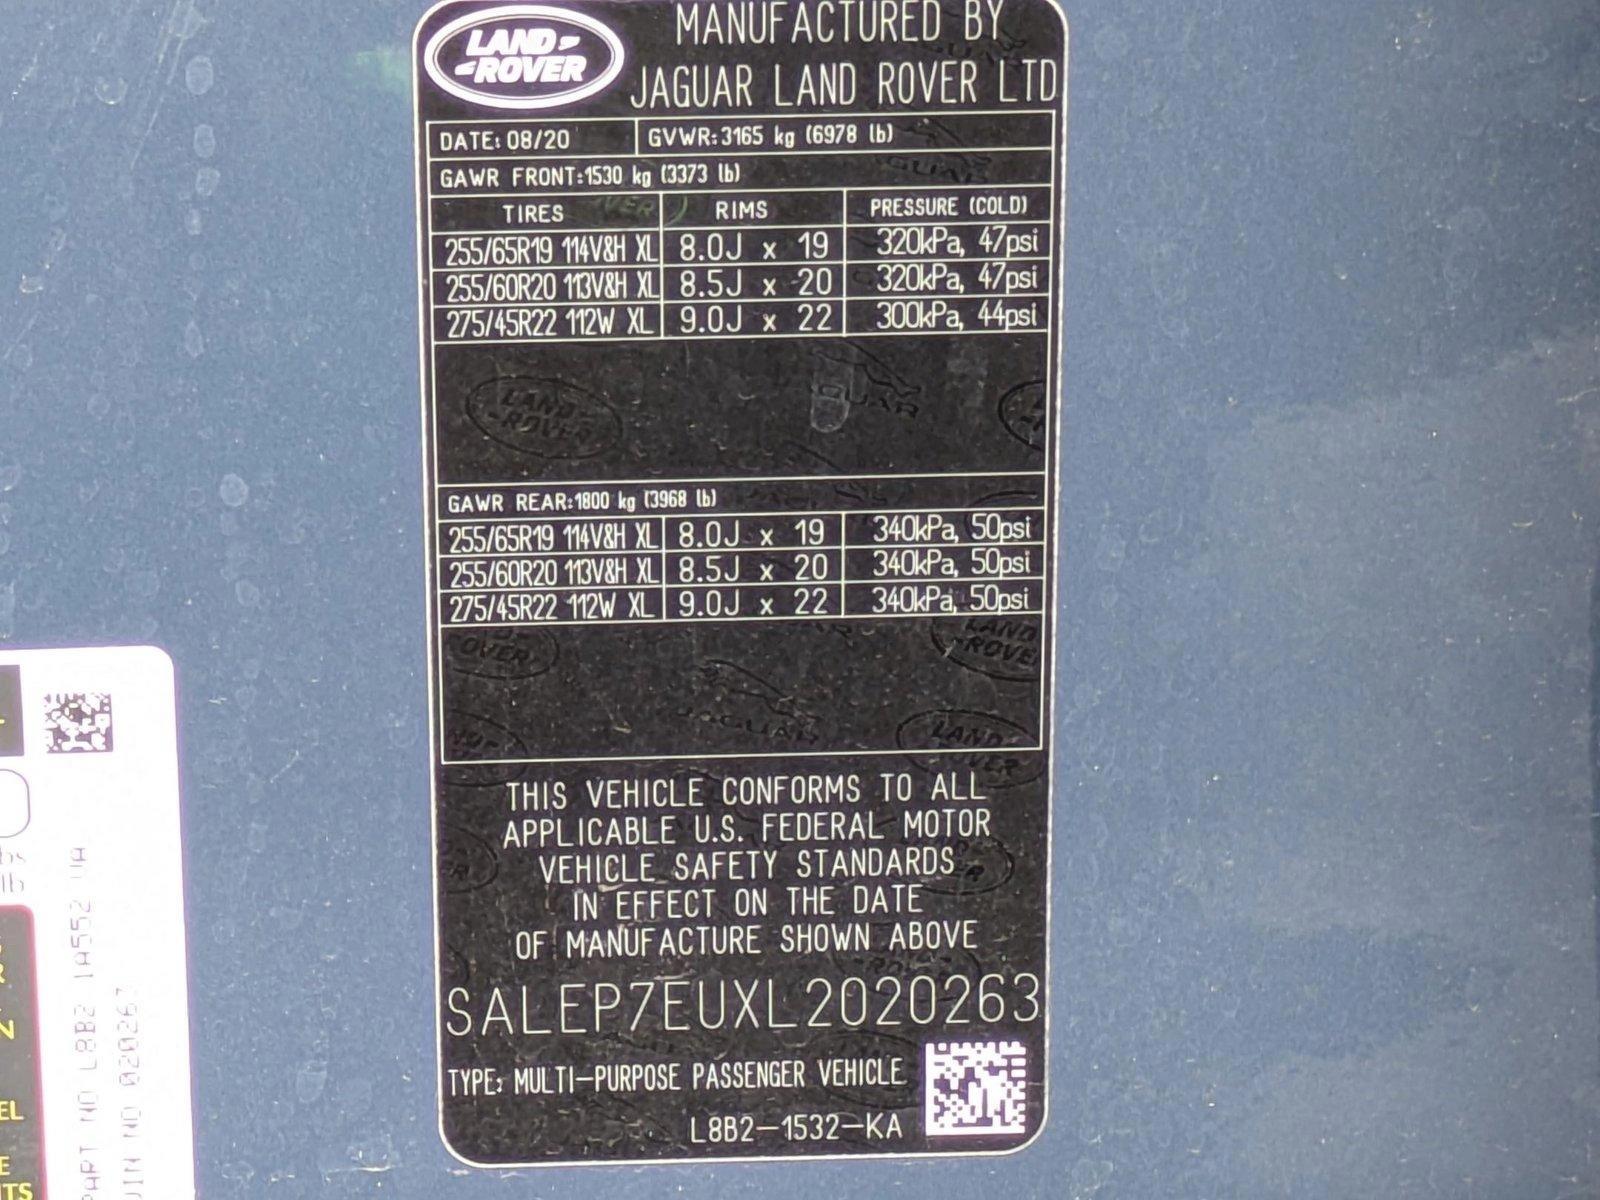 LAND
ROVER
MANUFACTURED BY
JAGUAR LAND ROVER LTD
DATE: 08/20 GVWR: 3165 kg (6978 lb)
GAWR FRONT: 1530 kg (3373 lb)
TIRES RIMS PRESSURE (COLD)
255/65R19 114V&H XL 8.0J x 19 320kPa, 47psi
255/60R20 113V&H XL 8.5J x 20 320kPa, 47psi
275/45R22 112W XL 9.0J x 22 300kPa, 44psi
GAWR REAR: 1800 kg (3968 lb)
255/65R19 114V&H XL 8.0J x 19 340kPa, 50psi
255/60R20 113V&H XL 8.5J x 20 340kPa, 50psi
275/45R22 112W XL 9.0J x 22 340kPa, 50psi
THIS VEHICLE CONFORMS TO ALL
APPLICABLE U.S. FEDERAL MOTOR
VEHICLE SAFETY STANDARDS
IN EFFECT ON THE DATE
OF MANUFACTURE SHOWN ABOVE
SALEP7EUXL2020263
TYPE: MULTI-PURPOSE PASSENGER VEHICLE
L8B2-1532-KA
PART NO L8B2 1A552 UA